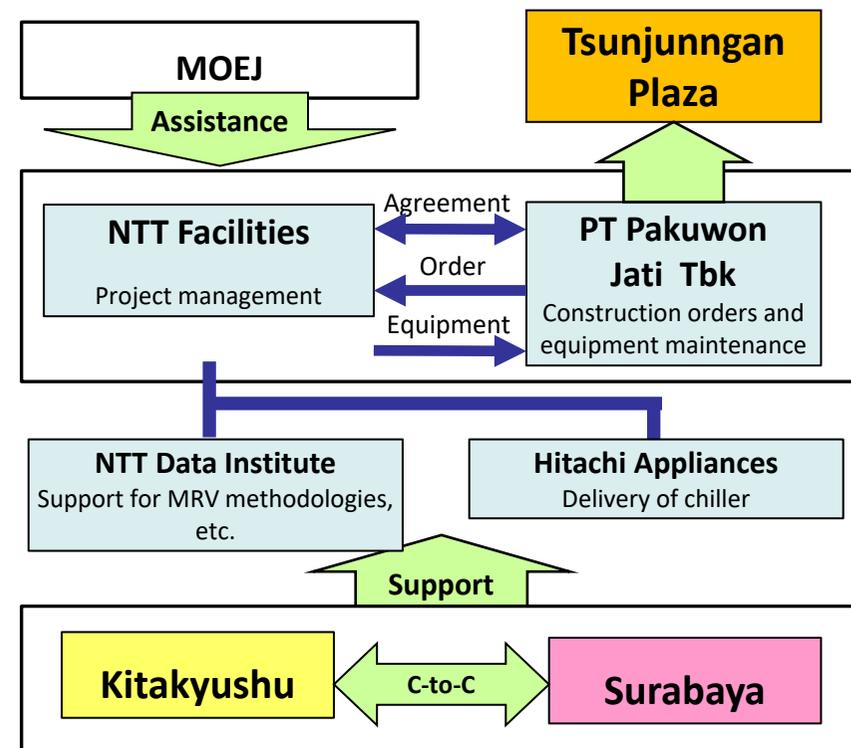 MOEJ
Tsunjunngan
Plaza
Assistance
NTT Facilities
Project management
Agreement
Order
Equipment
PT Pakuwon
Jati Tbk
Construction orders and
equipment maintenance
NTT Data Institute
Support for MRV methodologies,
etc.
Hitachi Appliances
Delivery of chiller
Support
Kitakyushu
C-to-C
Surabaya